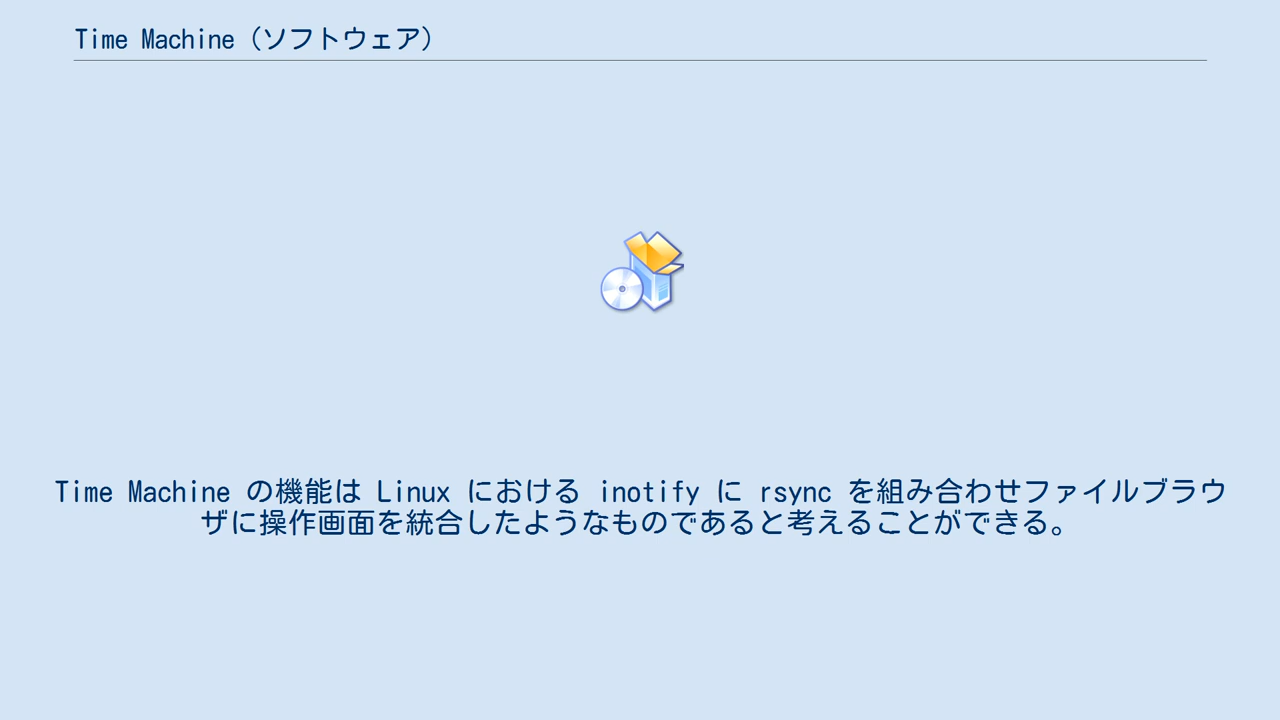 Time Machine（ソフトウェア）
Time Machine の機能は Linux における inotify に rsync を組み合わせファイルブラウ
ザに操作画面を統合したようなものであると考えることができる。